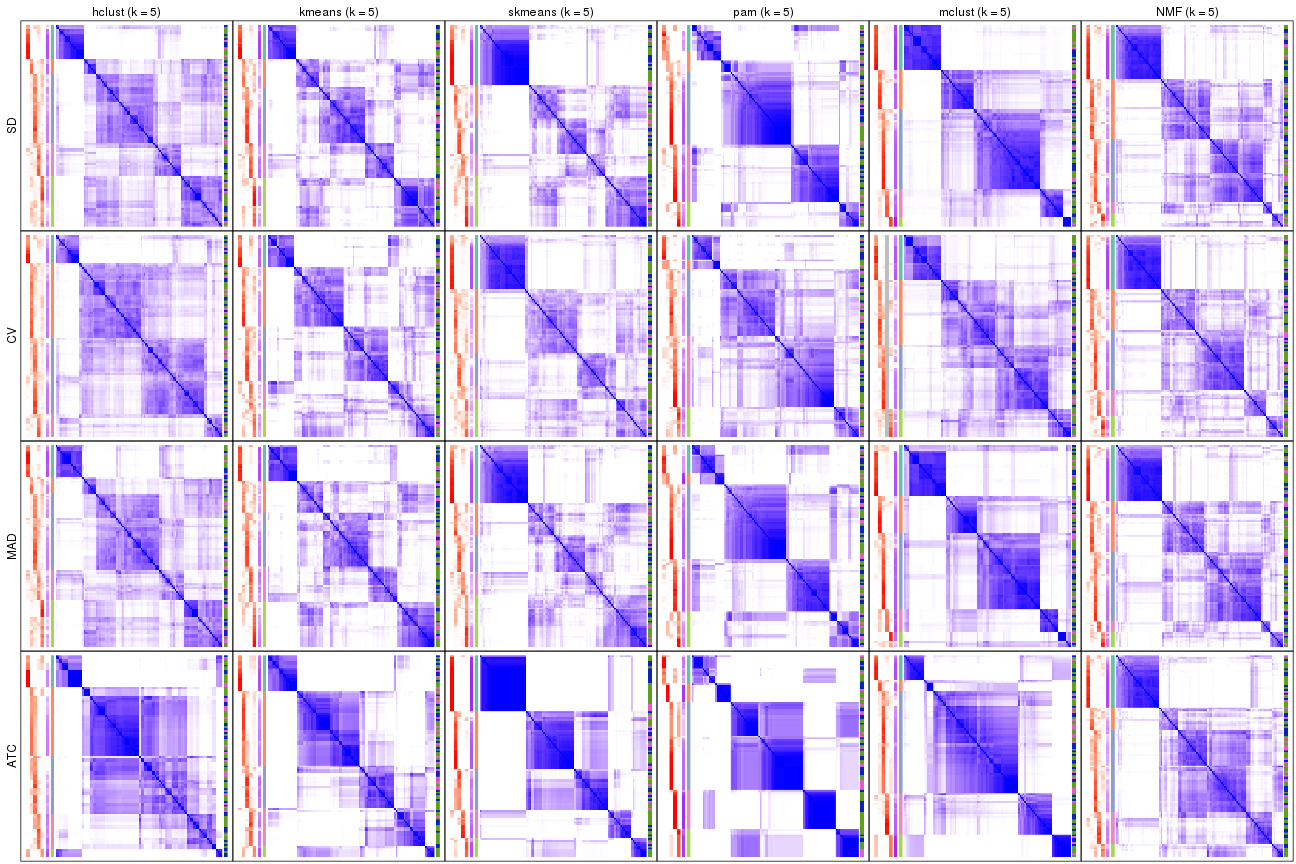 hclust (k = 5) kmeans (k = 5) skmeans (k = 5) pam (k = 5) mclust (k = 5) NMF (k = 5)
SD
CV
MAD
ATC